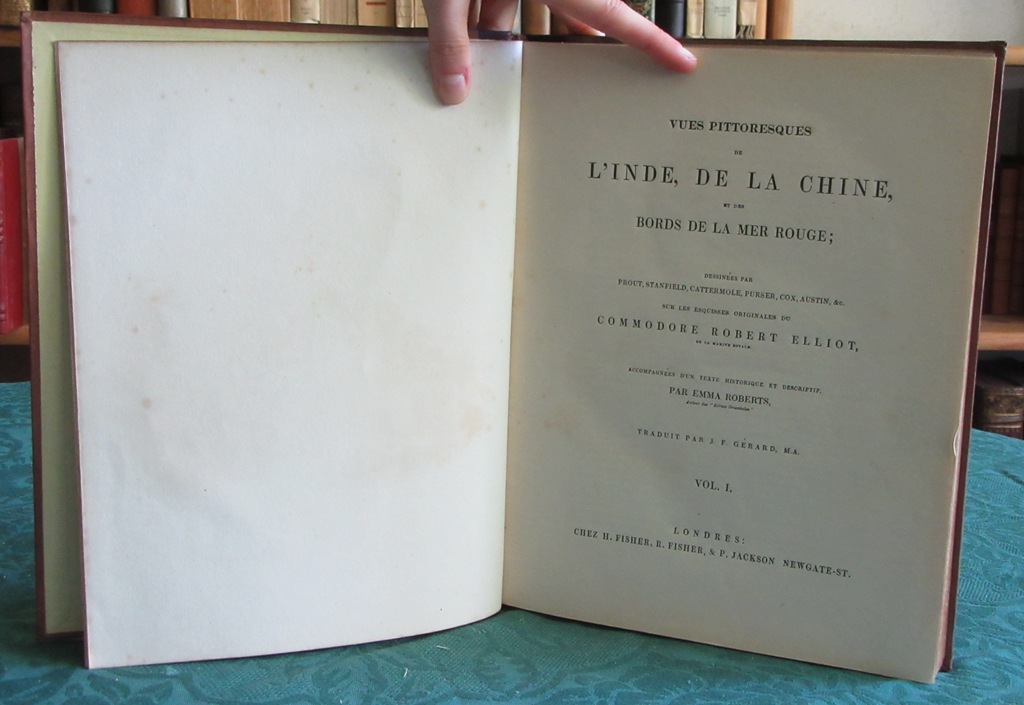 VUES PITTORESQUES
DE
L'INDE, DE LA CHINE,
ET DES
BORDS DE LA MER ROUGE;
DESSINÉES PAR
PROUT, STANFIELD, CATTERMOLE, PURSER, COX, AUSTIN, &c.
SUR LES ESQUISSES ORIGINALES DU
COMMODORE ROBERT ELLIOT,
DE LA MARINE ROYALE.
ACCOMPAGNÉES D'UN TEXTE HISTORIQUE ET DESCRIPTIF,
PAR EMMA ROBERTS,
TRADUIT PAR J. F. GÉRARD, M.A.
VOL. I.
LONDRES:
CHEZ H. FISHER, R. FISHER, & P. JACKSON NEWGATE-ST.